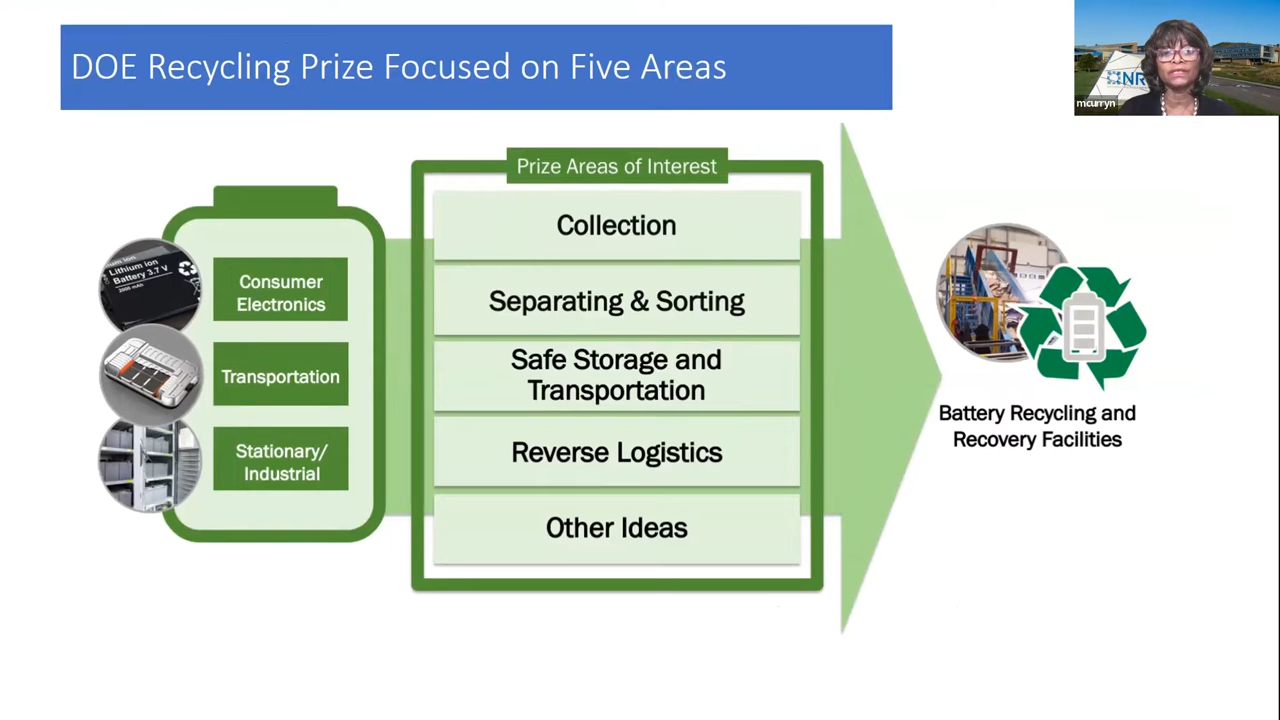 DOE Recycling Prize Focused on Five Areas
NR
mcurryn
Prize Areas of Interest
Lithium ion
Battery 3.7 V
Consumer
Electronics
Transportation
Stationary/
Industrial
Collection
Separating & Sorting
Safe Storage and
Transportation
Reverse Logistics
Other Ideas
Battery Recycling and
Recovery Facilities